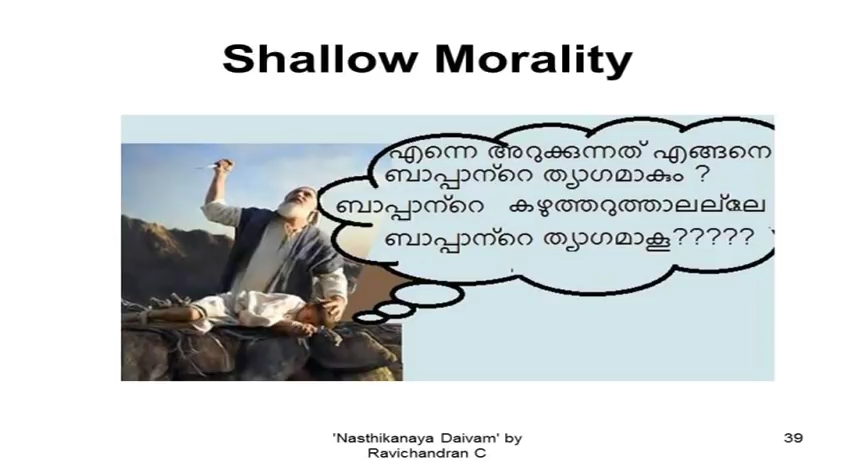 Shallow Morality
എന്നെ അറുക്കുന്നത് എങ്ങനെ
ബാപ്പാന്‍റെ ത്യാഗമാകും ?
ബാപ്പാന്‍റെ കഴുത്തറുത്താലല്ലേ
ബാപ്പാന്‍റെ ത്യാഗമാകൂ?????
'Nasthikanaya Daivam' by
Ravichandran C
39